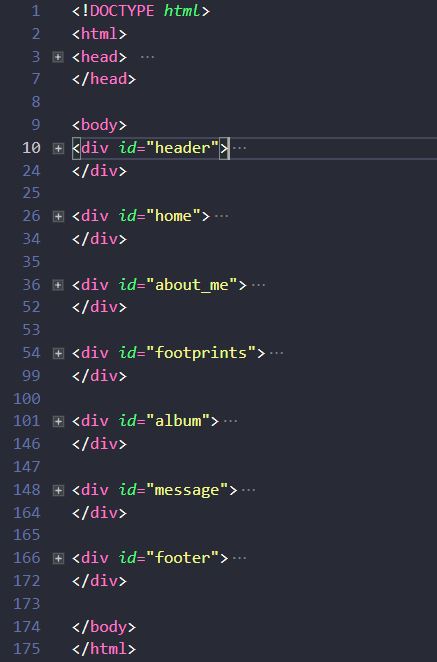 1 <!DOCTYPE html>
2 <html>
3 <head> ···
7 </head>
8
9 <body>
10 <div id="header">···
24 </div>
25
26 <div id="home">···
34 </div>
35
36 <div id="about_me">···
52 </div>
53
54 <div id="footprints">···
99 </div>
100
101 <div id="album">···
146 </div>
147
148 <div id="message">···
164 </div>
165
166 <div id="footer">···
172 </div>
173
174 </body>
175 </html>